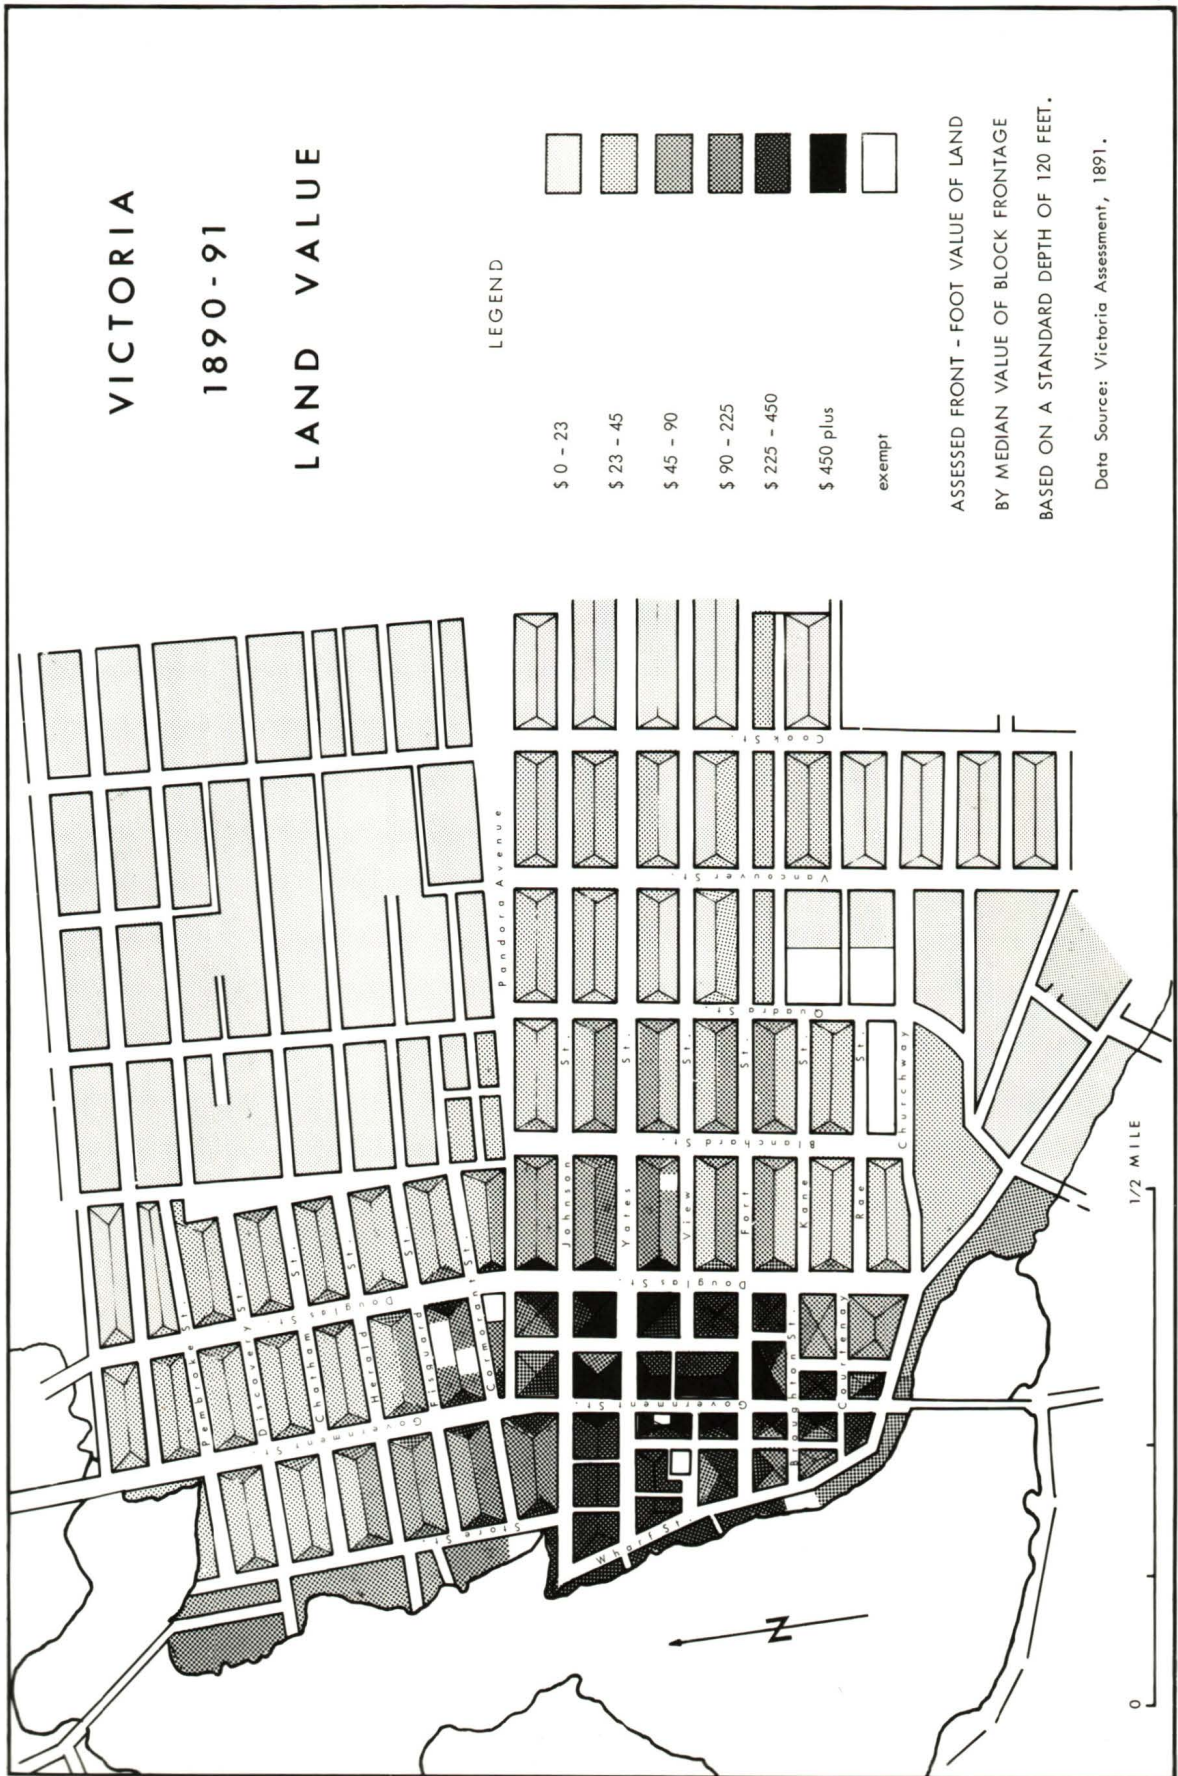 VICTORIA
1890-91
LAND VALUE
LEGEND
$ 0 - 23
$ 23 - 45
$ 45 - 90
$ 90 - 225
$ 225 - 450
$ 450 plus
exempt
ASSESSED FRONT - FOOT VALUE OF LAND
BY MEDIAN VALUE OF BLOCK FRONTAGE
BASED ON A STANDARD DEPTH OF 120 FEET.
Data Source: Victoria Assessment, 1891.
Pembroke St.
Discovery St.
Chatham St.
Herald St.
Fisguard St.
Cormorant St.
Pandora Avenue
Johnson St.
Yates St.
View St.
Fort St.
Kane St.
Rae St.
Broughton St.
Courtenay
Churchway
Cook St.
Vancouver St.
Quadra St.
Blanchard St.
Douglas St.
Douglas St.
Government St.
Government St.
Store St.
Wharf St.
N
0
1/2 MILE